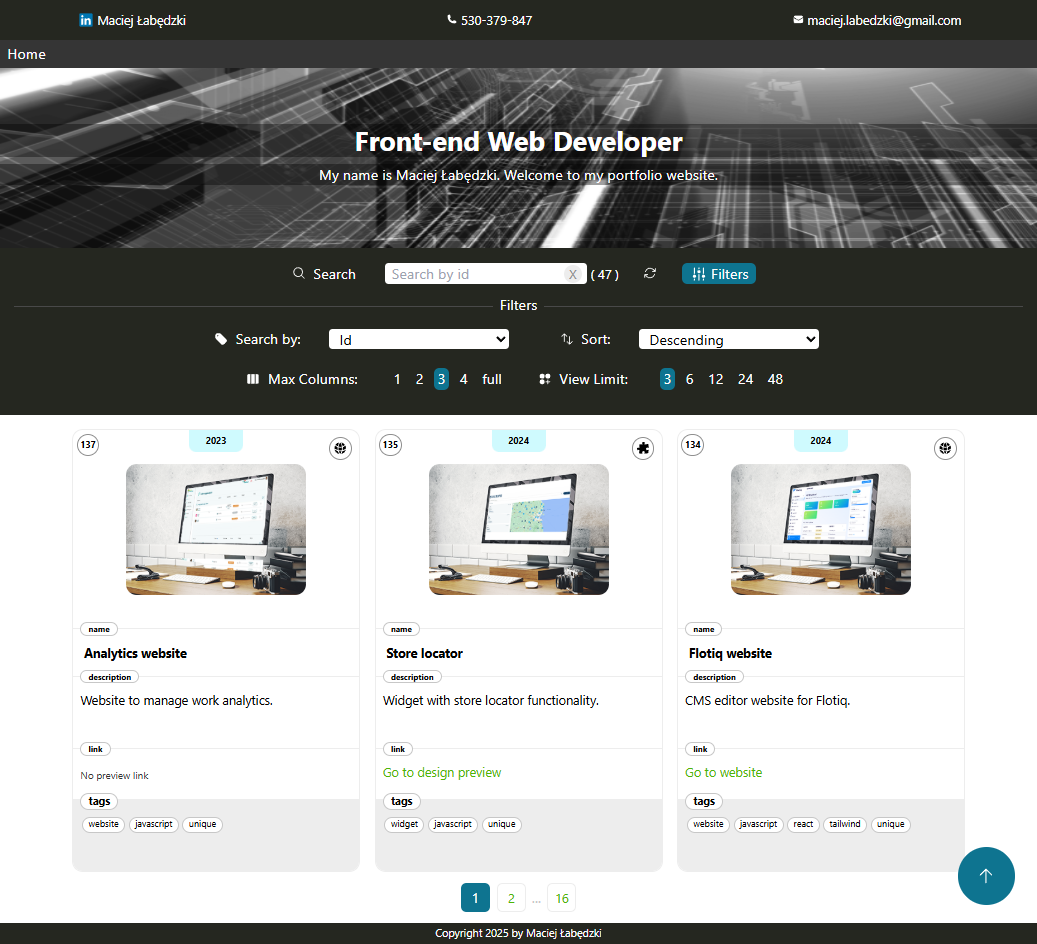 in Maciej Łabędzki 530-379-847 maciej.labedzki@gmail.com
Home
Front-end Web Developer
My name is Maciej Łabędzki. Welcome to my portfolio website.
Search Search by id X ( 47 ) Filters
Filters
Search by: Id Sort: Descending
Max Columns: 1 2 3 4 full View Limit: 3 6 12 24 48
137 2023
name
Analytics website
description
Website to manage work analytics.
link
No preview link
tags
website javascript unique
135 2024
name
Store locator
description
Widget with store locator functionality.
link
Go to design preview
tags
widget javascript unique
134 2024
name
Flotiq website
description
CMS editor website for Flotiq.
link
Go to website
tags
website javascript react tailwind unique
1 2 ... 16
Copyright 2025 by Maciej Łabędzki